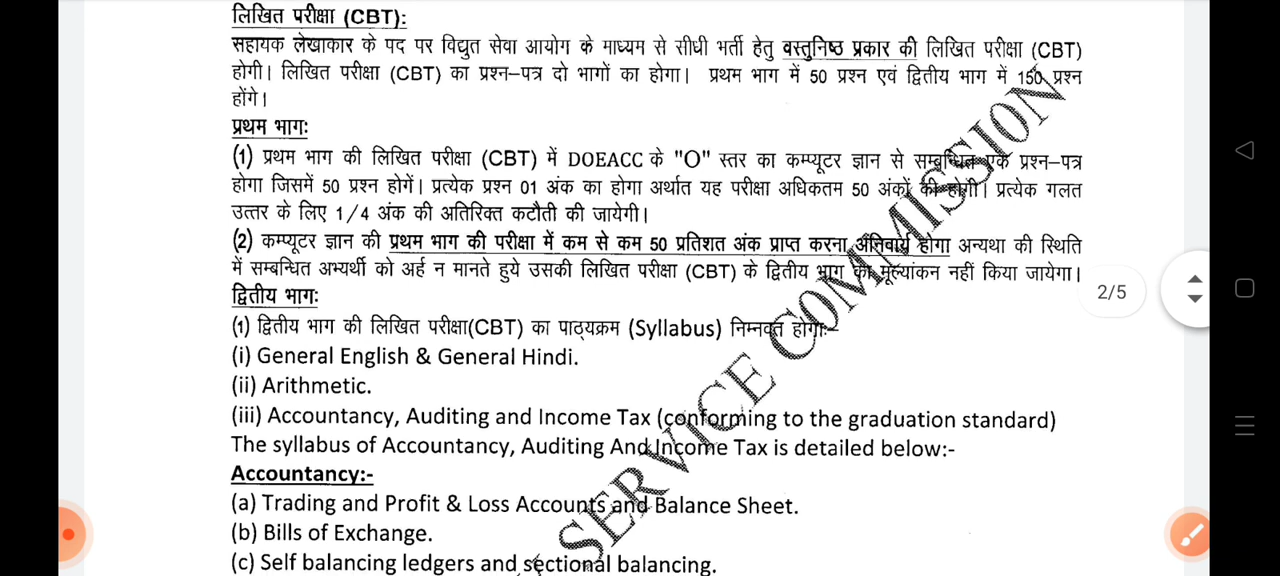 लिखित परीक्षा (CBT):
सहायक लेखाकार के पद पर विद्युत सेवा आयोग के माध्यम से सीधी भर्ती हेतु वस्तुनिष्ठ प्रकार की लिखित परीक्षा (CBT)
होगी। लिखित परीक्षा (CBT) का प्रश्न–पत्र दो भागों का होगा। प्रथम भाग में 50 प्रश्न एवं द्वितीय भाग में 150 प्रश्न
होंगे।
प्रथम भागः
(1) प्रथम भाग की लिखित परीक्षा (CBT) में DOEACC के "O" स्तर का कम्प्यूटर ज्ञान से सम्बन्धित एक प्रश्न–पत्र
होगा जिसमें 50 प्रश्न होगें। प्रत्येक प्रश्न 01 अंक का होगा अर्थात यह परीक्षा अधिकतम 50 अंकों की होगी। प्रत्येक गलत
उत्तर के लिए 1/4 अंक की अतिरिक्त कटौती की जायेगी।
(2) कम्प्यूटर ज्ञान की प्रथम भाग की परीक्षा में कम से कम 50 प्रतिशत अंक प्राप्त करना अनिवार्य होगा अन्यथा की स्थिति
में सम्बन्धित अभ्यर्थी को अर्ह न मानते हुये उसकी लिखित परीक्षा (CBT) के द्वितीय भाग का मूल्यांकन नहीं किया जायेगा।
द्वितीय भागः
(1) द्वितीय भाग की लिखित परीक्षा(CBT) का पाठ्यक्रम (Syllabus) निम्नवत होगाः–
(i) General English & General Hindi.
(ii) Arithmetic.
(iii) Accountancy, Auditing and Income Tax (conforming to the graduation standard)
The syllabus of Accountancy, Auditing And Income Tax is detailed below:-
Accountancy:-
(a) Trading and Profit & Loss Accounts and Balance Sheet.
(b) Bills of Exchange.
(c) Self balancing ledgers and sectional balancing.
SERVICE COMMISSION
2/5